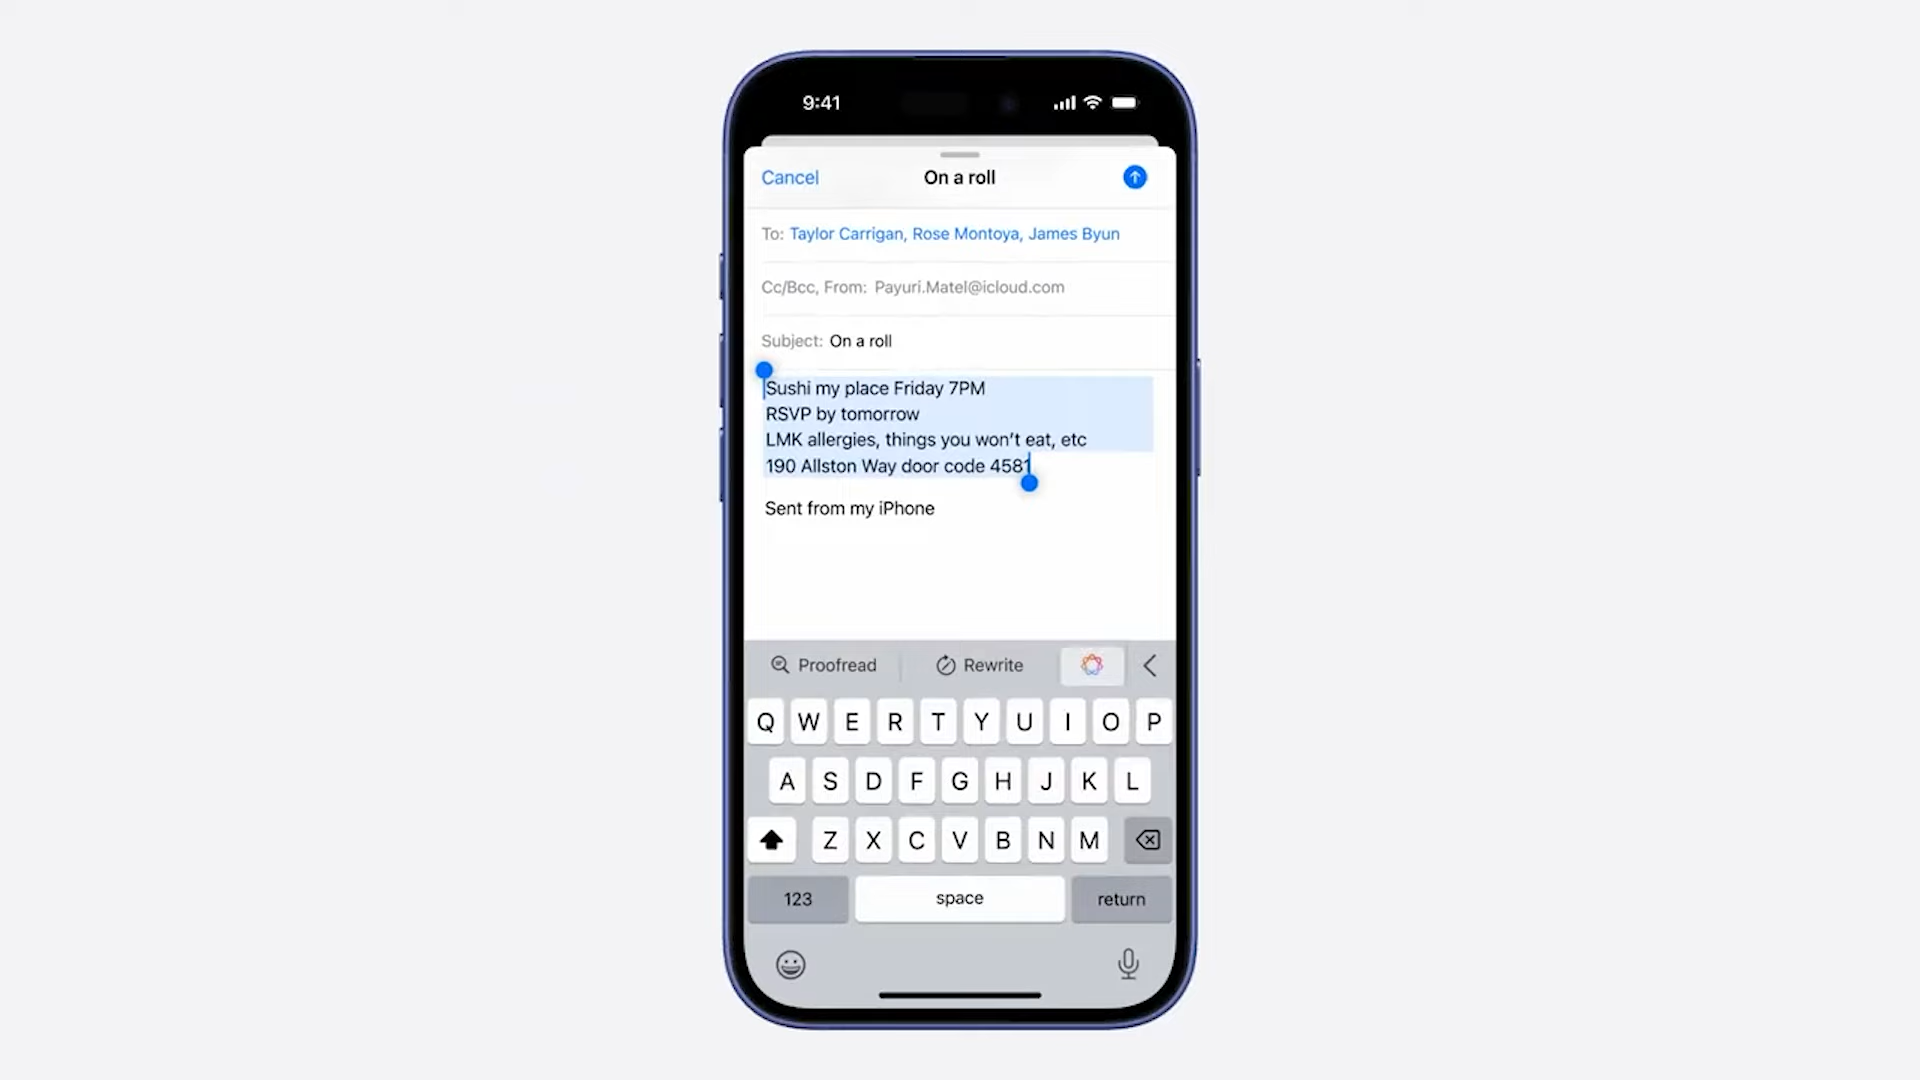 9:41
Cancel
On a roll
To: Taylor Carrigan, Rose Montoya, James Byun
Cc/Bcc, From: Payuri.Matel@icloud.com
Subject: On a roll
Sushi my place Friday 7PM
RSVP by tomorrow
LMK allergies, things you won’t eat, etc
190 Allston Way door code 4581
Sent from my iPhone
Proofread
Rewrite
Q W E R T Y U I O P
A S D F G H J K L
Z X C V B N M
123
space
return